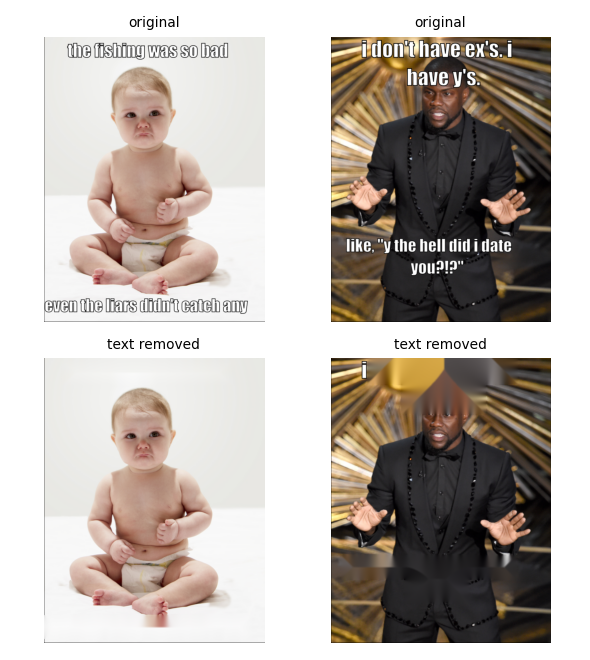 original
original
the fishing was so bad
i don't have ex's. i
have y's.
like, "y the hell did i date
you?!?"
even the liars didn't catch any
text removed
text removed
i